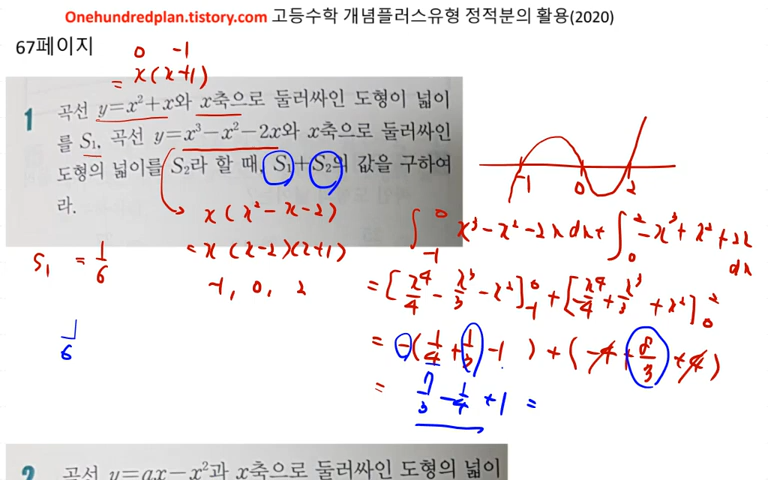 Onehundredplan.tistory.com 고등수학 개념플러스유형 정적분의 활용(2020)
67페이지
0 -1
= x(x+1)
1 곡선 y=x²+x와 x축으로 둘러싸인 도형의 넓이
를 S₁, 곡선 y=x³-x²-2x와 x축으로 둘러싸인
도형의 넓이를 S₂라 할 때, S₁+S₂의 값을 구하여
라.
-1 0 2
x(x²-x-2)
= x(x-2)(x+1)
-1, 0, 2
S₁ = 1/6
1/6
∫₋₁⁰ x³-x²-2x dx + ∫₀² -x³+x²+2x dx
= [x⁴/4 - x³/3 - x²]₋₁⁰ + [-x⁴/4 + x³/3 + x²]₀²
= -(1/4 + 1/3 - 1) + (-4 + 8/3 + 4)
= 7/3 - 1/4 + 1 =
2 곡선 y=ax-x²과 x축으로 둘러싸인 도형의 넓이